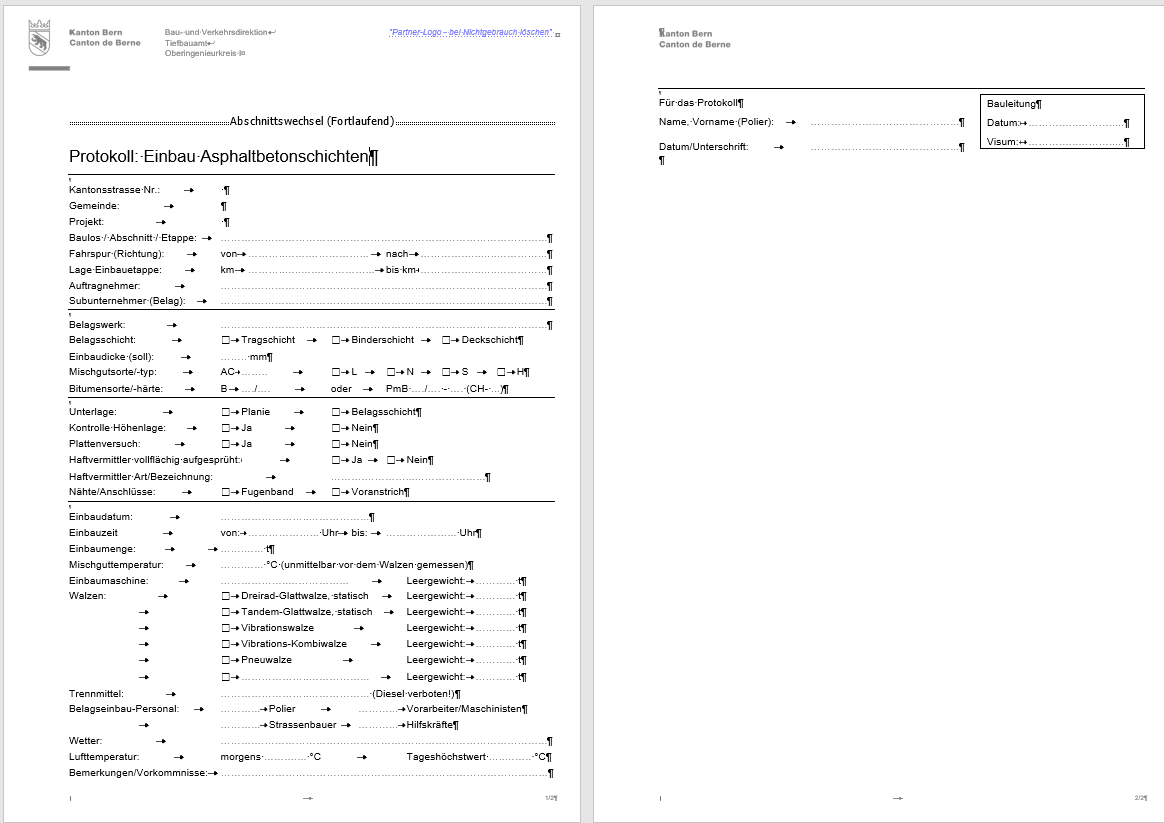 Kanton Bern
Canton de Berne
Bau- und Verkehrsdirektion
Tiefbauamt
Oberingenieurkreis I
"Partner-Logo – bei Nichtgebrauch löschen"
Abschnittswechsel (Fortlaufend)
Protokoll: Einbau Asphaltbetonschichten¶
Kantonsstrasse Nr.: → ¶
Gemeinde: → ¶
Projekt: → ¶
Baulos / Abschnitt / Etappe: → ....................¶
Fahrspur (Richtung): → von→ .................... → nach→ ....................¶
Lage Einbauetappe: → km→ .................... → bis km→ ....................¶
Auftragnehmer: → ....................¶
Subunternehmer (Belag): → ....................¶
Belagswerk: → ....................¶
Belagsschicht: → ☐→Tragschicht → ☐→Binderschicht → ☐→Deckschicht¶
Einbaudicke (soll): → ........ mm¶
Mischgutsorte/-typ: → AC→........ → ☐→L → ☐→N → ☐→S → ☐→H¶
Bitumensorte/-härte: → B→ ..../.... → oder → PmB ..../.... - .... (CH- ...)¶
Unterlage: → ☐→Planie → ☐→Belagsschicht¶
Kontrolle Höhenlage: → ☐→Ja → ☐→Nein¶
Plattenversuch: → ☐→Ja → ☐→Nein¶
Haftvermittler vollflächig aufgesprüht: → ☐→Ja → ☐→Nein¶
Haftvermittler Art/Bezeichnung: → ....................¶
Nähte/Anschlüsse: → ☐→Fugenband → ☐→Voranstrich¶
Einbaudatum: → ....................¶
Einbauzeit → von:→ .................... Uhr→ bis: → .................... Uhr¶
Einbaumenge: → → ............ t¶
Mischguttemperatur: → ............ °C (unmittelbar vor dem Walzen gemessen)¶
Einbaumaschine: → .................... → Leergewicht:→ ........... t¶
Walzen: → ☐→Dreirad-Glattwalze, statisch → Leergewicht:→ ........... t¶
→ ☐→Tandem-Glattwalze, statisch → Leergewicht:→ ........... t¶
→ ☐→Vibrationswalze → Leergewicht:→ ........... t¶
→ ☐→Vibrations-Kombiwalze → Leergewicht:→ ........... t¶
→ ☐→Pneuwalze → Leergewicht:→ ........... t¶
→ ☐→ .................... → Leergewicht:→ ........... t¶
Trennmittel: → .................... (Diesel verboten!)¶
Belagseinbau-Personal: → ...........→Polier → ...........→Vorarbeiter/Maschinisten¶
→ ...........→Strassenbauer → ...........→Hilfskräfte¶
Wetter: → ....................¶
Lufttemperatur: → morgens ............ °C → Tageshöchstwert ............ °C¶
Bemerkungen/Vorkommnisse:→ ....................¶
→ 1/2¶
Kanton Bern
Canton de Berne
Für das Protokoll¶
Name, Vorname (Polier): → ....................¶
Datum/Unterschrift: → ....................¶
¶
Bauleitung¶
Datum:→ ....................¶
Visum:→ ....................¶
→ 2/2¶